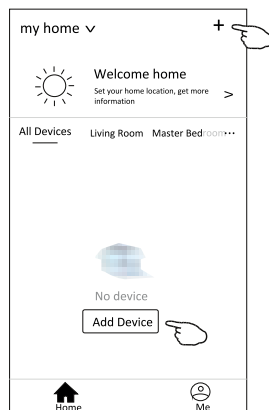 my home
+
Welcome home
Set your home location, get more
information
>
All Devices Living Room Master Bedroom...
No device
Add Device
Home Me